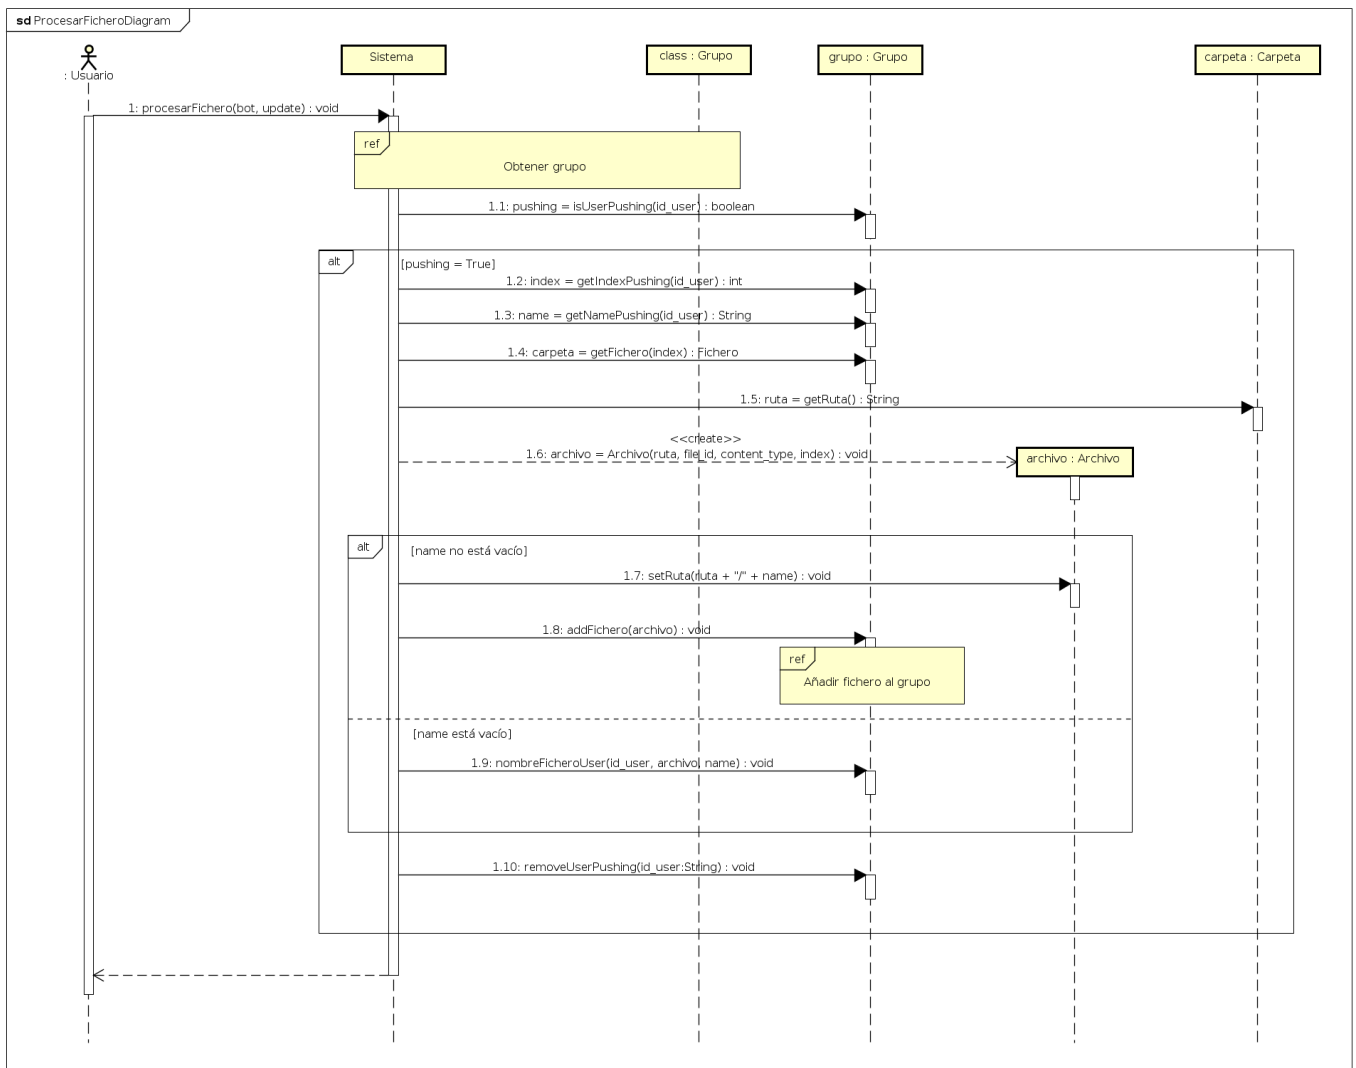 sd ProcesarFicheroDiagram
: Usuario
Sistema
class : Grupo
grupo : Grupo
carpeta : Carpeta
1: procesarFichero(bot, update) : void
ref
Obtener grupo
1.1: pushing = isUserPushing(id_user) : boolean
alt
[pushing = True]
1.2: index = getIndexPushing(id_user) : int
1.3: name = getNamePushing(id_user) : String
1.4: carpeta = getFichero(index) : Fichero
1.5: ruta = getRuta() : String
<<create>>
1.6: archivo = Archivo(ruta, file_id, content_type, index) : void
archivo : Archivo
alt
[name no está vacío]
1.7: setRuta(ruta + "/" + name) : void
1.8: addFichero(archivo) : void
ref
Añadir fichero al grupo
[name está vacío]
1.9: nombreFicheroUser(id_user, archivo, name) : void
1.10: removeUserPushing(id_user:String) : void